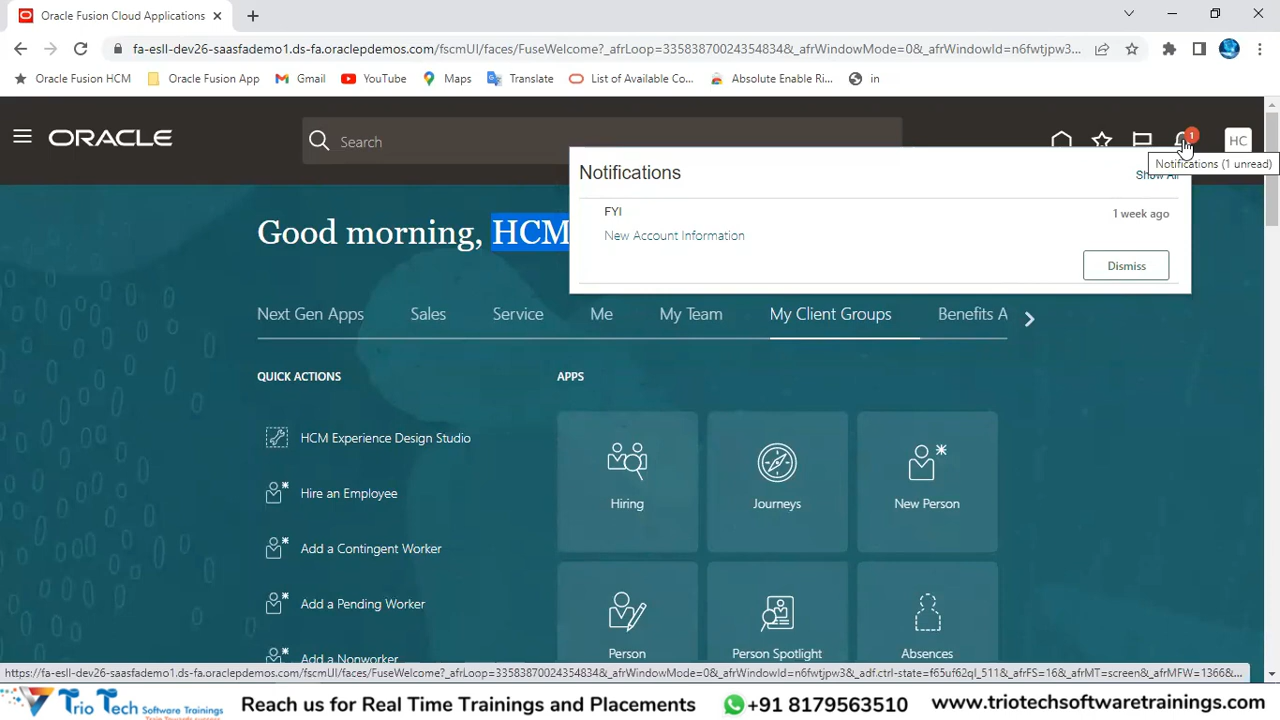 Oracle Fusion Cloud Applications
fa-esll-dev26-saasfademo1.ds-fa.oraclepdemos.com/fscmUI/faces/FuseWelcome?_afrLoop=33583870024354834&_afrWindowMode=0&_afrWindowId=n6fwtjpw3...
Oracle Fusion HCM
Oracle Fusion App
Gmail
YouTube
Maps
Translate
List of Available Co...
Absolute Enable Ri...
in
ORACLE
Search
1
HC
Notifications (1 unread)
Notifications
Show All
FYI
1 week ago
New Account Information
Dismiss
Good morning, HCM
Next Gen Apps
Sales
Service
Me
My Team
My Client Groups
Benefits A
QUICK ACTIONS
APPS
HCM Experience Design Studio
Hire an Employee
Add a Contingent Worker
Add a Pending Worker
Add a Nonworker
Hiring
Journeys
New Person
Person
Person Spotlight
Absences
https://fa-esll-dev26-saasfademo1.ds-fa.oraclepdemos.com/fscmUI/faces/FuseWelcome?_afrLoop=33583870024354834&_afrWindowMode=0&_afrWindowId=n6fwtjpw3&_adf.ctrl-state=f65uf62ql_511&_afrFS=16&_afrMT=screen&_afrMFW=1366&...
Trio Tech Software Trainings
Reach us for Real Time Trainings and Placements
+91 8179563510
www.triotechsoftwaretrainings.com